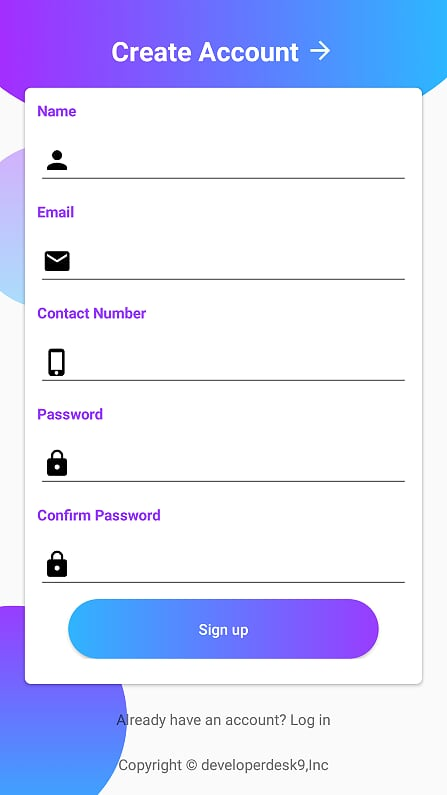 Create Account →
Name
Email
Contact Number
Password
Confirm Password
Sign up
Already have an account? Log in
Copyright © developerdesk9,Inc